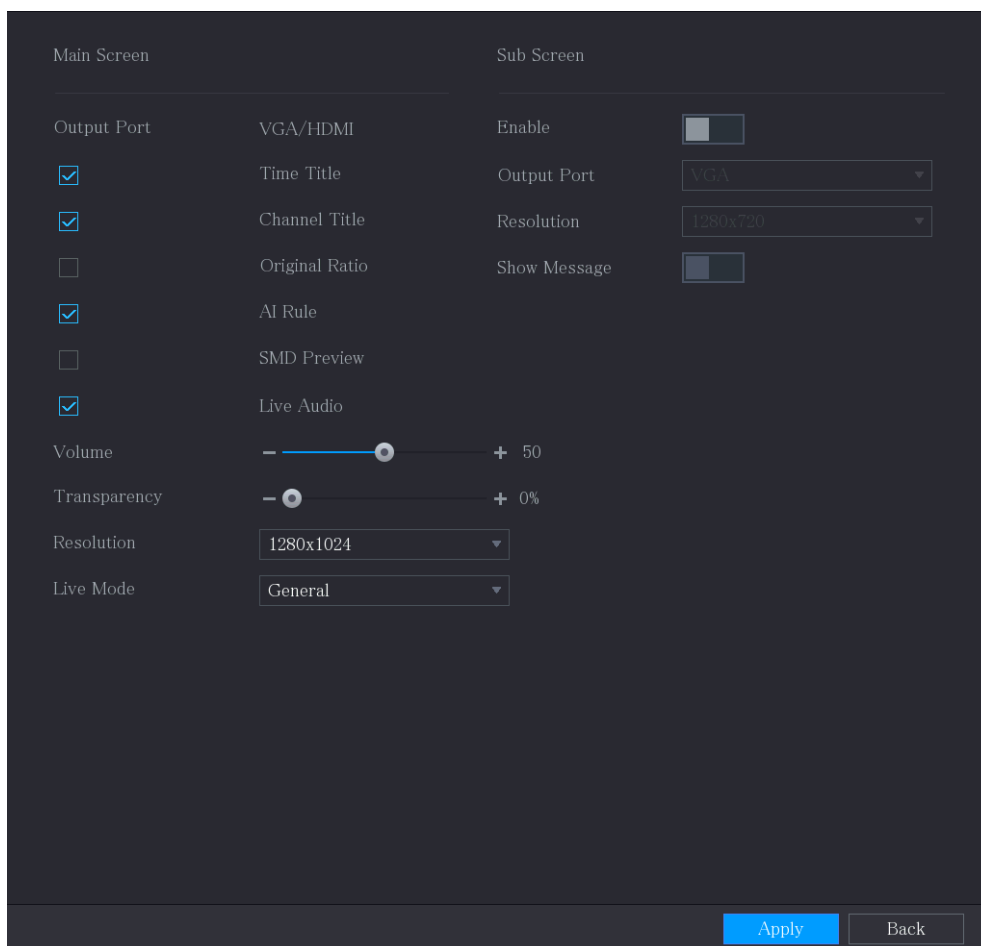 Main Screen
Output Port VGA/HDMI
Time Title
Channel Title
Original Ratio
AI Rule
SMD Preview
Live Audio
Volume 50
Transparency 0%
Resolution 1280x1024
Live Mode General
Sub Screen
Enable
Output Port VGA
Resolution 1280x720
Show Message
Apply Back